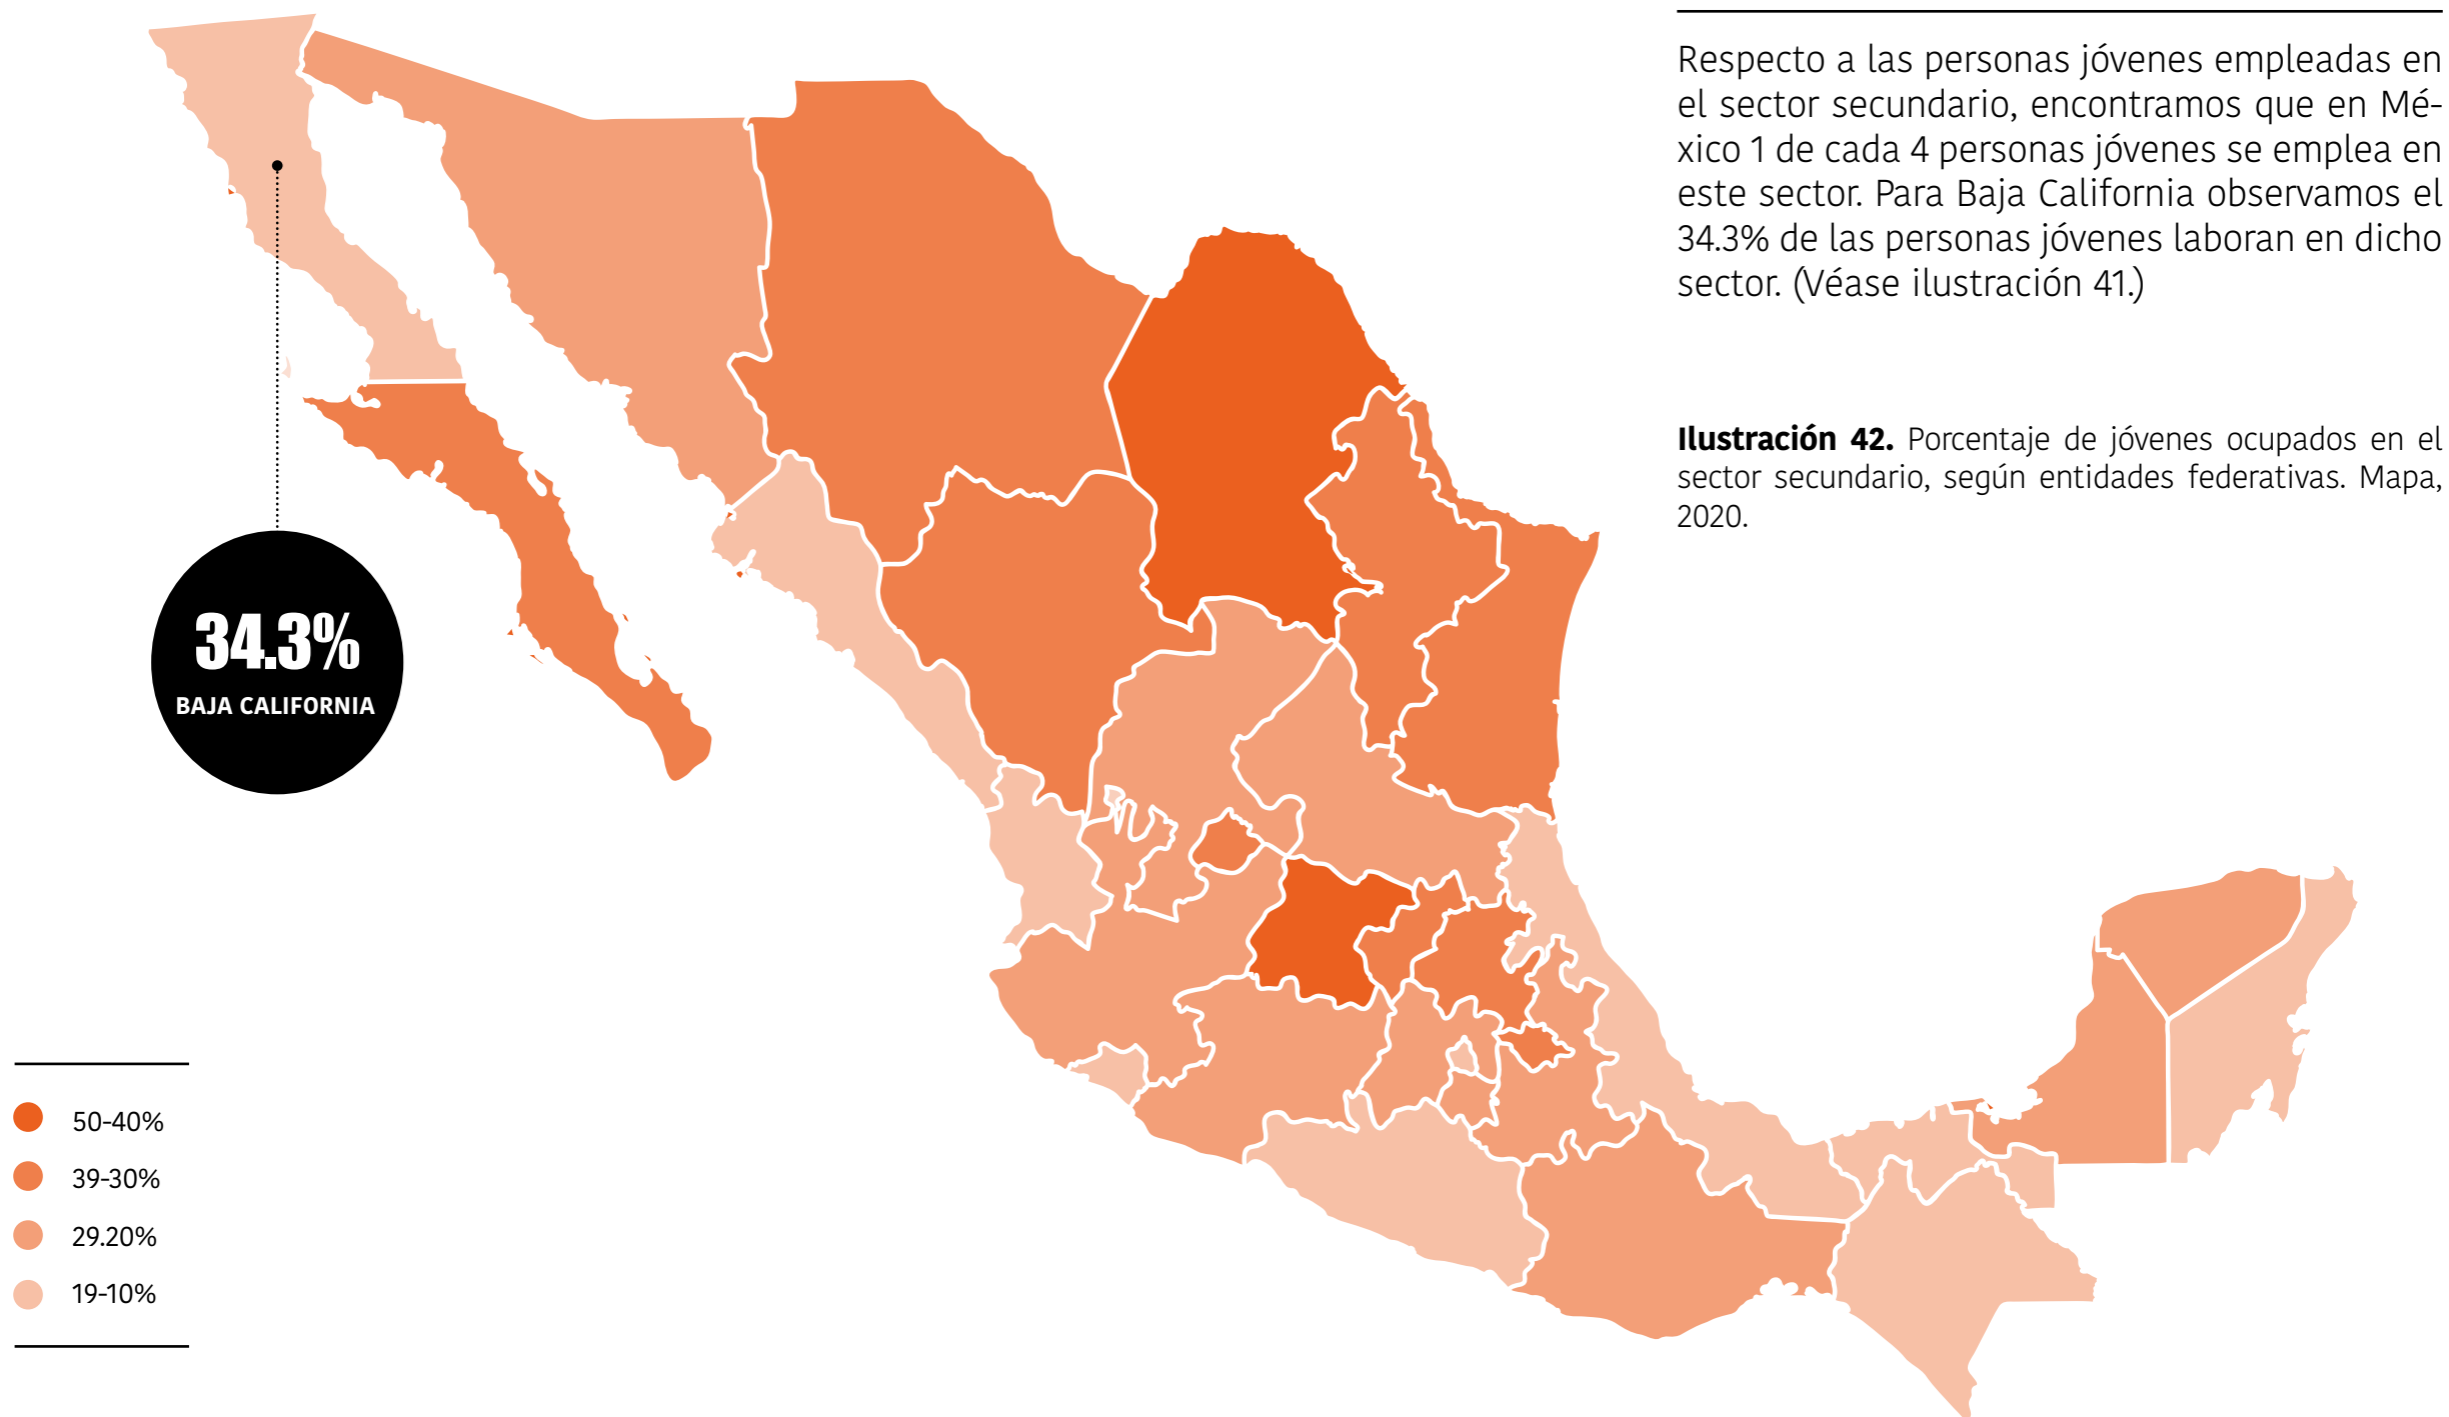 Respecto a las personas jóvenes empleadas en
el sector secundario, encontramos que en Mé-
xico 1 de cada 4 personas jóvenes se emplea en
este sector. Para Baja California observamos el
34.3% de las personas jóvenes laboran en dicho
sector. (Véase ilustración 41.)
Ilustración 42. Porcentaje de jóvenes ocupados en el
sector secundario, según entidades federativas. Mapa,
2020.
34.3%
BAJA CALIFORNIA
50-40%
39-30%
29.20%
19-10%